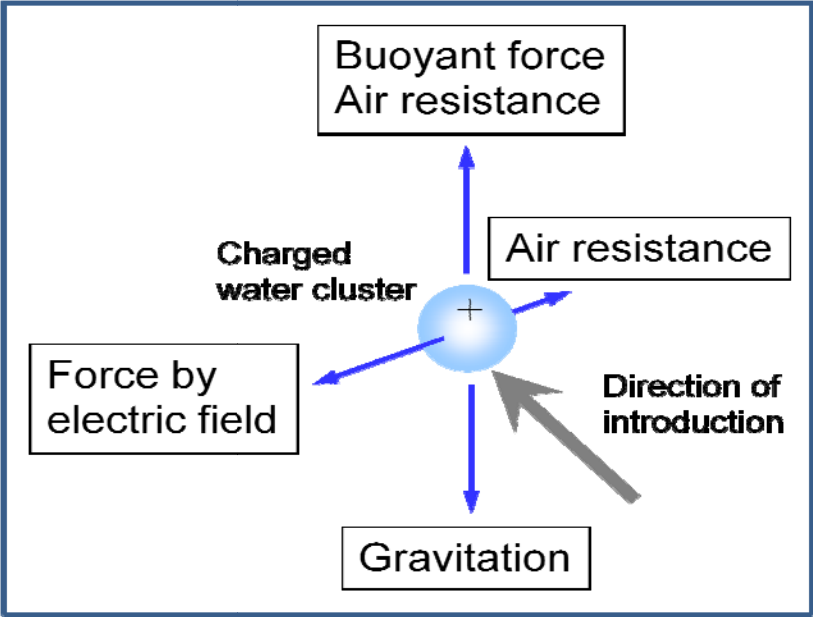 Buoyant force
Air resistance
Air resistance
Charged
water cluster
+
Force by
electric field
Direction of
introduction
Gravitation